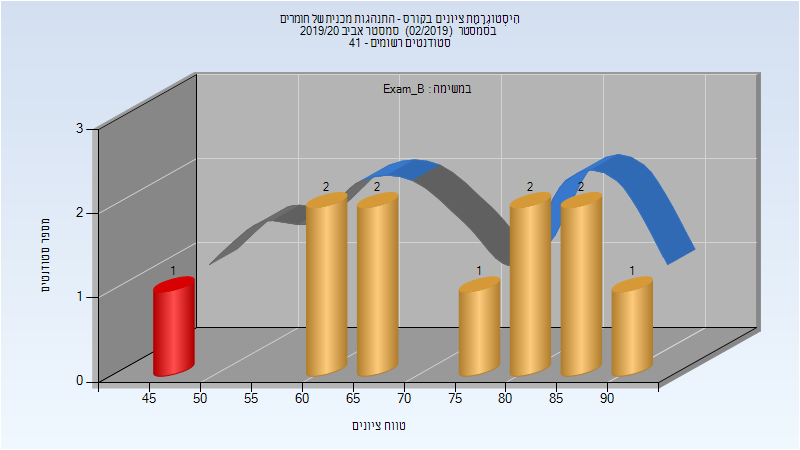 היסטוגרמת ציונים בקורס - התנהגות מכנית של חומרים
בסמסטר (02/2019) סמסטר אביב 2019/20
סטודנטים רשומים - 41
במשימה : Exam_B
מספר סטודנטים
3
2
1
0
1
2
2
1
2
2
1
45 50 55 60 65 70 75 80 85 90
טווח ציונים